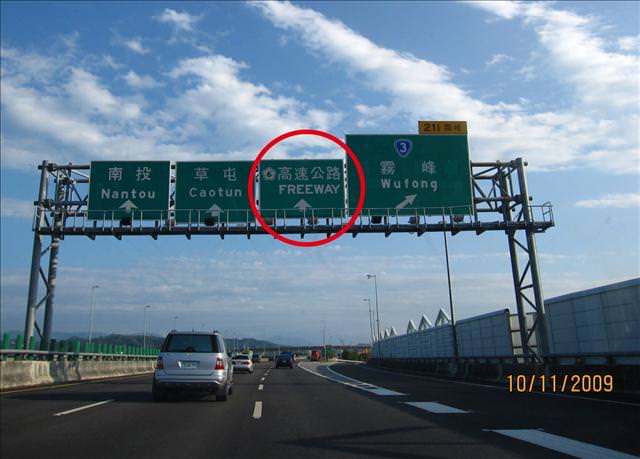 南投
Nantou
草屯
Caotun
高速公路
FREEWAY
211
3
霧峰
Wufong
10/11/2009